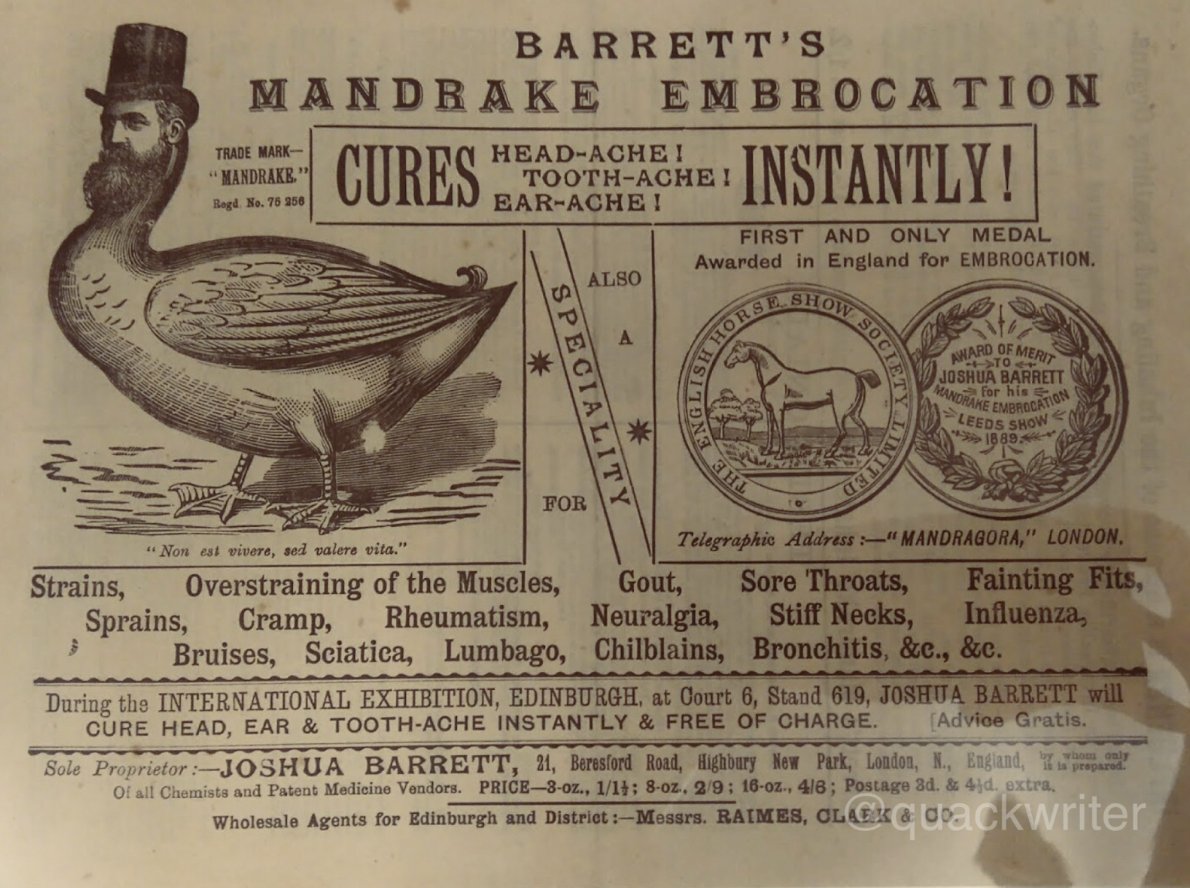 BARRETT'S
MANDRAKE EMBROCATION
TRADE MARK—
"MANDRAKE,"
Regd. No. 75 256
CURES HEAD-ACHE! TOOTH-ACHE! EAR-ACHE! INSTANTLY!
ALSO
A
SPECIALITY
FOR
FIRST AND ONLY MEDAL
Awarded in England for EMBROCATION.
THE ENGLISH HORSE SHOW SOCIETY LIMITED
AWARD OF MERIT
TO
JOSHUA BARRETT
for his
MANDRAKE EMBROCATION
LEEDS SHOW
1889
"Non est vivere, sed valere vita."
Telegraphic Address:—"MANDRAGORA," LONDON.
Strains, Overstraining of the Muscles, Gout, Sore Throats, Fainting Fits,
Sprains, Cramp, Rheumatism, Neuralgia, Stiff Necks, Influenza,
Bruises, Sciatica, Lumbago, Chilblains, Bronchitis, &c., &c.
During the INTERNATIONAL EXHIBITION, EDINBURGH, at Court 6, Stand 619, JOSHUA BARRETT will
CURE HEAD, EAR & TOOTH-ACHE INSTANTLY & FREE OF CHARGE. [Advice Gratis.
Sole Proprietor:—JOSHUA BARRETT, 21, Beresford Road, Highbury New Park, London, N., England, by whom only it is prepared.
Of all Chemists and Patent Medicine Vendors. PRICE—3-oz., 1/1½; 8-oz., 2/9; 16-oz., 4/6; Postage 3d. & 4½d. extra.
Wholesale Agents for Edinburgh and District:—Messrs. RAIMES, CLARK & CO.
@quackwriter